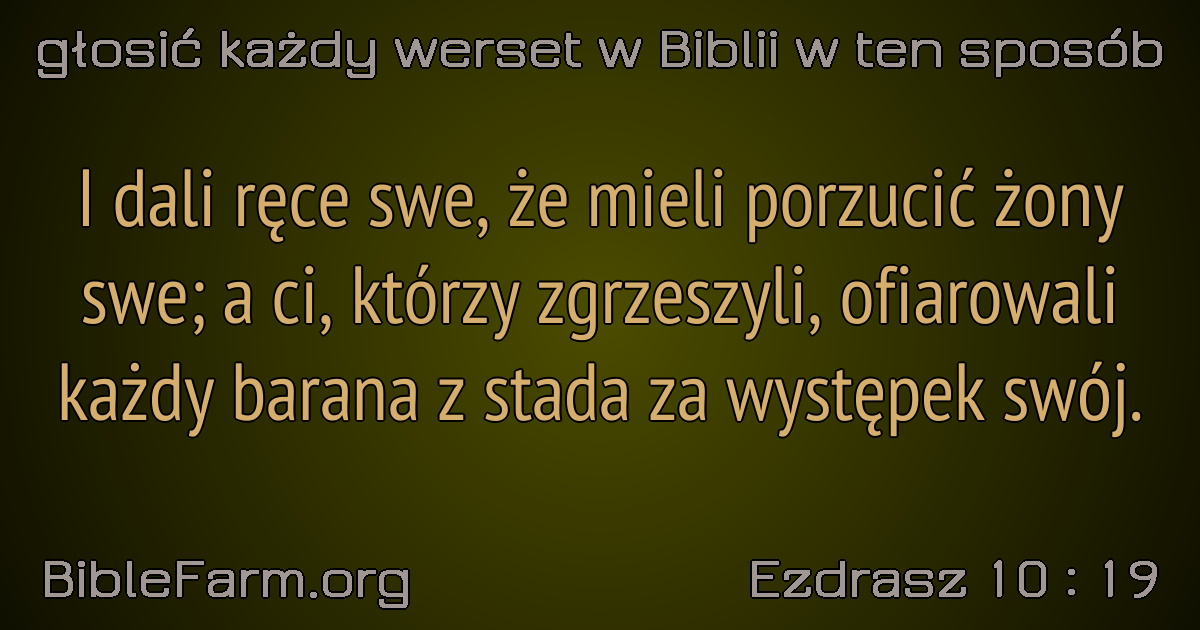 głosić każdy werset w Biblii w ten sposób
I dali ręce swe, że mieli porzucić żony
swe; a ci, którzy zgrzeszyli, ofiarowali
każdy barana z stada za występek swój.
BibleFarm.org
Ezdrasz 10 : 19